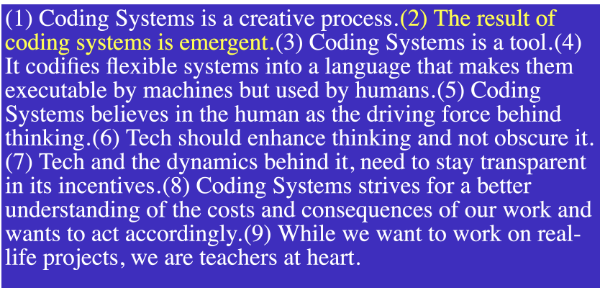 (1) Coding Systems is a creative process.(2) The result of
coding systems is emergent.(3) Coding Systems is a tool.(4)
It codifies flexible systems into a language that makes them
executable by machines but used by humans.(5) Coding
Systems believes in the human as the driving force behind
thinking.(6) Tech should enhance thinking and not obscure it.
(7) Tech and the dynamics behind it, need to stay transparent
in its incentives.(8) Coding Systems strives for a better
understanding of the costs and consequences of our work and
wants to act accordingly.(9) While we want to work on real-
life projects, we are teachers at heart.